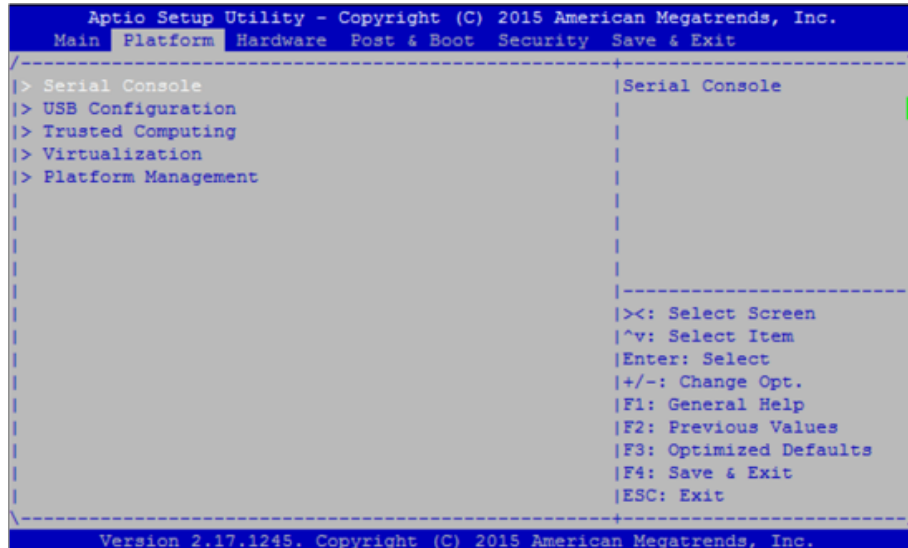 Aptio Setup Utility - Copyright (C) 2015 American Megatrends, Inc.
Main Platform Hardware Post & Boot Security Save & Exit
/----------------------------------------------------+-------------------------
|> Serial Console |Serial Console
|> USB Configuration |
|> Trusted Computing |
|> Virtualization |
|> Platform Management |
|-------------------------
|><: Select Screen
|^v: Select Item
|Enter: Select
|+/-: Change Opt.
|F1: General Help
|F2: Previous Values
|F3: Optimized Defaults
|F4: Save & Exit
|ESC: Exit
\----------------------------------------------------+-------------------------
Version 2.17.1245. Copyright (C) 2015 American Megatrends, Inc.